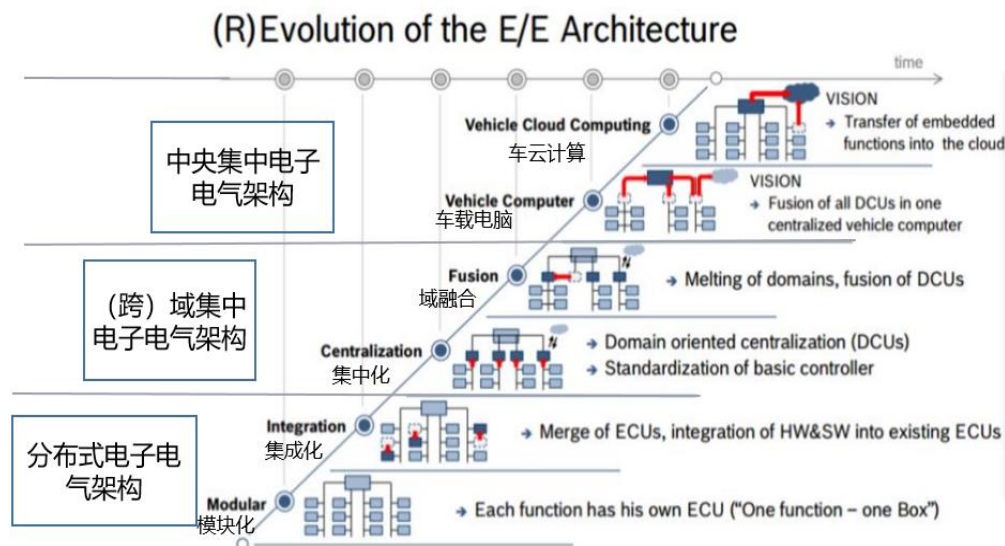 (R)Evolution of the E/E Architecture
time
中央集中电子
电气架构
Vehicle Cloud Computing
车云计算
VISION
→ Transfer of embedded
functions into the cloud
Vehicle Computer
车载电脑
VISION
→ Fusion of all DCUs in one
centralized vehicle computer
（跨）域集中
电子电气架构
Fusion
域融合
→ Melting of domains, fusion of DCUs
Centralization
集中化
→ Domain oriented centralization (DCUs)
→ Standardization of basic controller
分布式电子电
气架构
Integration
集成化
→ Merge of ECUs, integration of HW&SW into existing ECUs
Modular
模块化
→ Each function has his own ECU (“One function – one Box”)